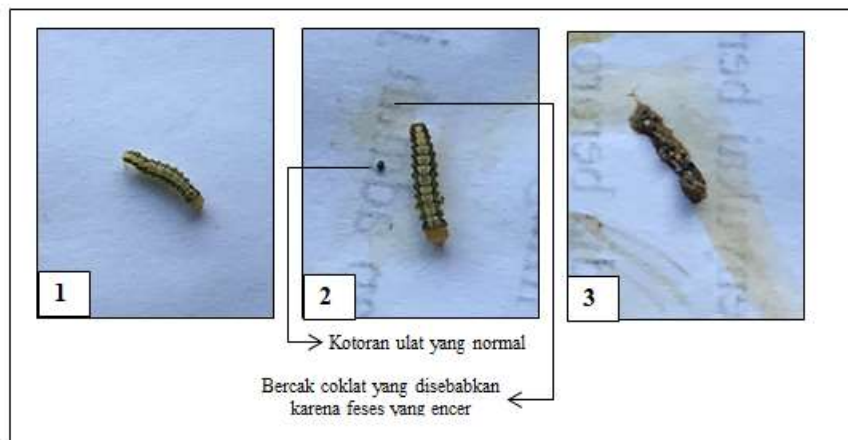 1
2
3
Kotoran ulat yang normal
Bercak coklat yang disebabkan
karena feses yang encer